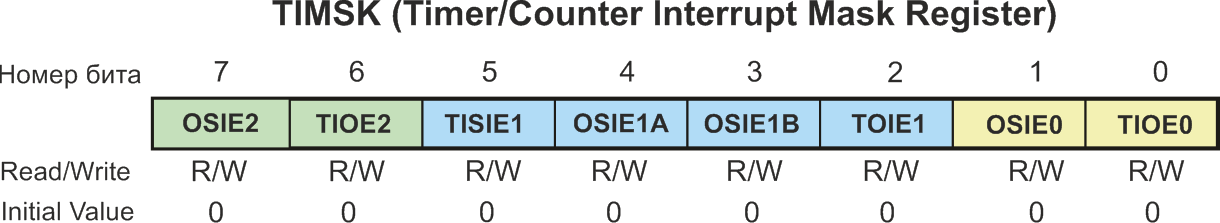 TIMSK (Timer/Counter Interrupt Mask Register)
Номер бита 7 6 5 4 3 2 1 0
OSIE2 TIOE2 TISIE1 OSIE1A OSIE1B TOIE1 OSIE0 TIOE0
Read/Write R/W R/W R/W R/W R/W R/W R/W R/W
Initial Value 0 0 0 0 0 0 0 0